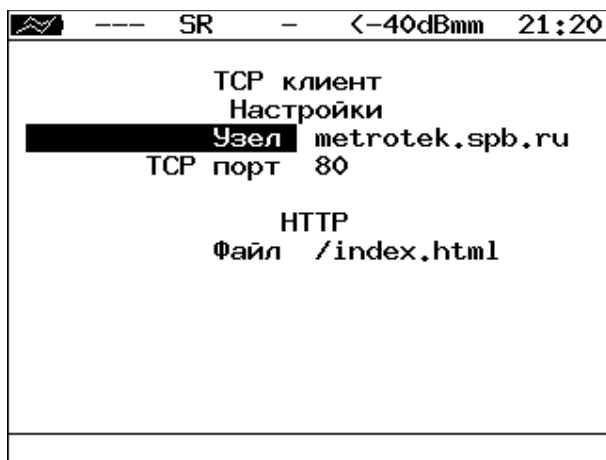 --- SR - <-40dBmm 21:20
TCP клиент
Настройки
Узел metrotek.spb.ru
TCP порт 80
HTTP
Файл /index.html